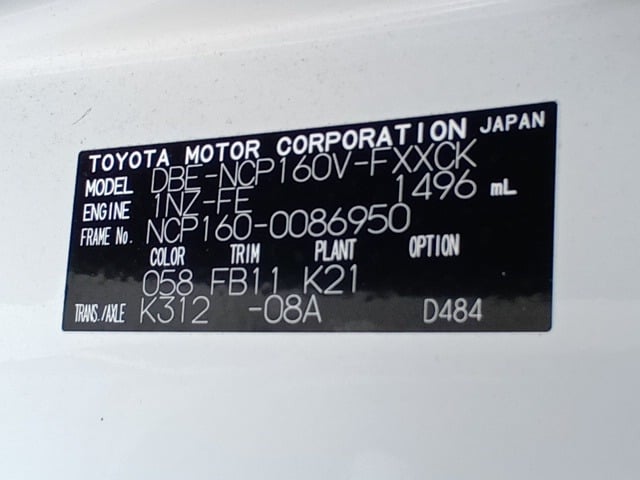 TOYOTA MOTOR CORPORATION JAPAN
MODEL DBE-NCP160V-FXXCK
ENGINE 1NZ-FE 1496 mL
FRAME No. NCP160-0086950
COLOR TRIM PLANT OPTION
058 FB11 K21
TRANS./AXLE K312 -08A D484